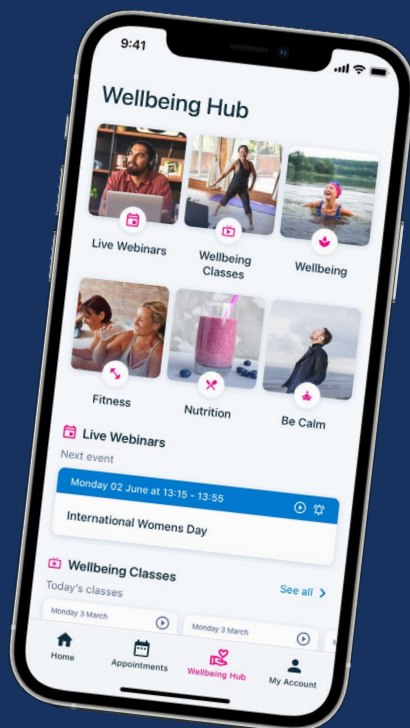 9:41
Wellbeing Hub
Live Webinars
Wellbeing
Classes
Wellbeing
Fitness
Nutrition
Be Calm
Live Webinars
Next event
Monday 02 June at 13:15 - 13:55
International Womens Day
Wellbeing Classes
See all
Today's classes
Monday 3 March
Monday 3 March
Home
Appointments
Wellbeing Hub
My Account